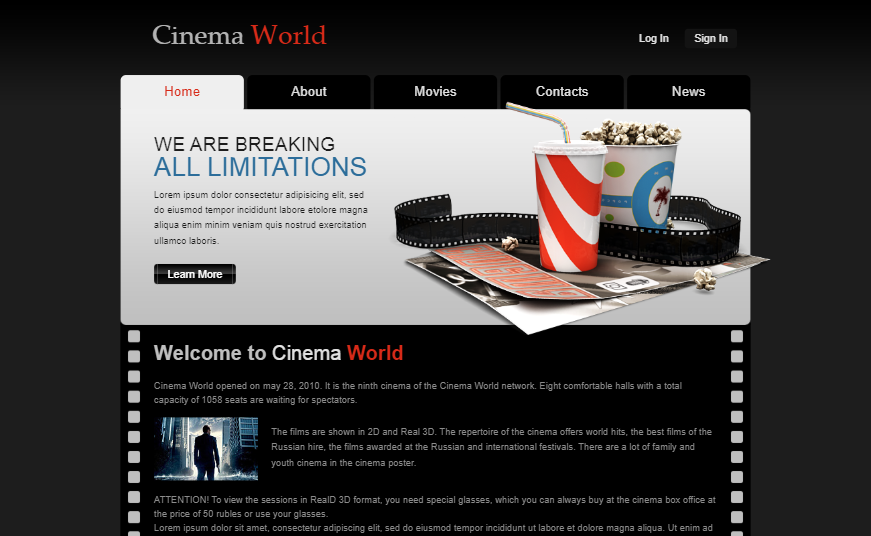 Cinema World
Log In
Sign In
Home
About
Movies
Contacts
News
WE ARE BREAKING
ALL LIMITATIONS
Lorem ipsum dolor consectetur adipisicing elit, sed
do eiusmod tempor incididunt labore etolore magna
aliqua enim minim veniam quis nostrud exercitation
ullamco laboris.
Learn More
Welcome to Cinema World
Cinema World opened on may 28, 2010. It is the ninth cinema of the Cinema World network. Eight comfortable halls with a total
capacity of 1058 seats are waiting for spectators.
The films are shown in 2D and Real 3D. The repertoire of the cinema offers world hits, the best films of the
Russian hire, the films awarded at the Russian and international festivals. There are a lot of family and
youth cinema in the cinema poster.
ATTENTION! To view the sessions in RealD 3D format, you need special glasses, which you can always buy at the cinema box office at
the price of 50 rubles or use your glasses.
Lorem ipsum dolor sit amet, consectetur adipiscing elit, sed do eiusmod tempor incididunt ut labore et dolore magna aliqua. Ut enim ad